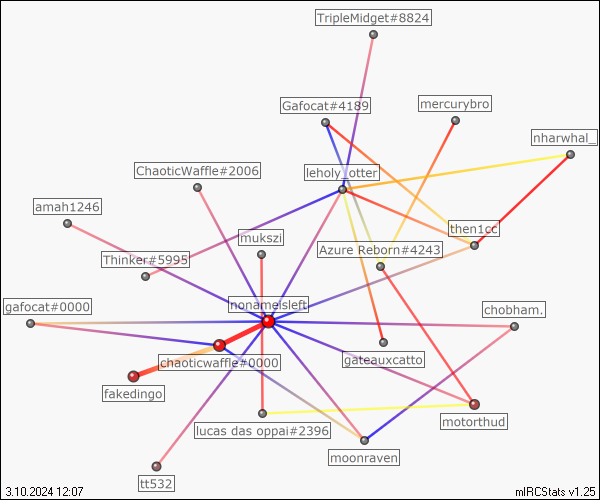 TripleMidget#8824
Gafocat#4189
mercurybro
nharwhal_
ChaoticWaffle#2006
leholy_otter
amah1246
mukszi
then1cc
Thinker#5995
Azure Reborn#4243
gafocat#0000
nonameisleft
chobham.
chaoticwaffle#0000
gateauxcatto
fakedingo
lucas das oppai#2396
motorthud
moonraven
tt532
3.10.2024 12:07
mIRCStats v1.25